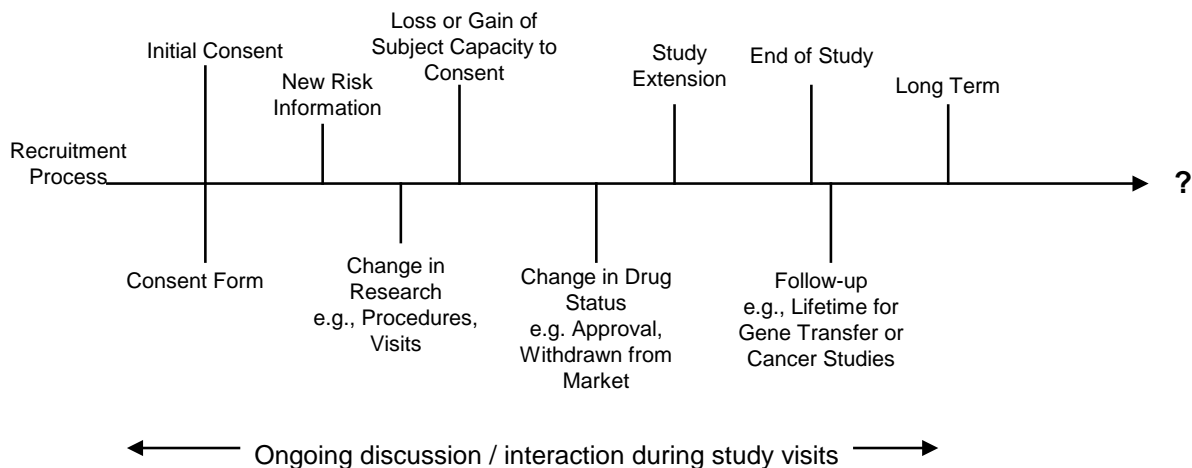 Initial Consent
New Risk
Information
Loss or Gain of
Subject Capacity to
Consent
Study
Extension
End of Study
Long Term
Recruitment
Process
?
Consent Form
Change in
Research
e.g., Procedures,
Visits
Change in Drug
Status
e.g. Approval,
Withdrawn from
Market
Follow-up
e.g., Lifetime for
Gene Transfer or
Cancer Studies
Ongoing discussion / interaction during study visits